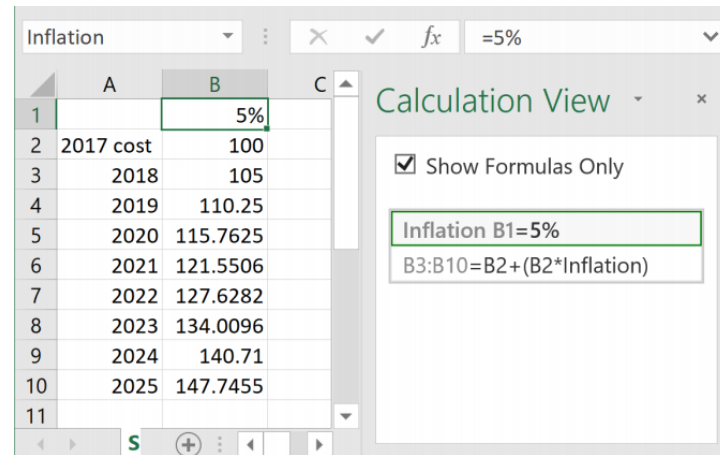 Inflation fx =5%
A B C
1 5%
2 2017 cost 100
3 2018 105
4 2019 110.25
5 2020 115.7625
6 2021 121.5506
7 2022 127.6282
8 2023 134.0096
9 2024 140.71
10 2025 147.7455
11
S
Calculation View
Show Formulas Only
Inflation B1=5%
B3:B10=B2+(B2*Inflation)